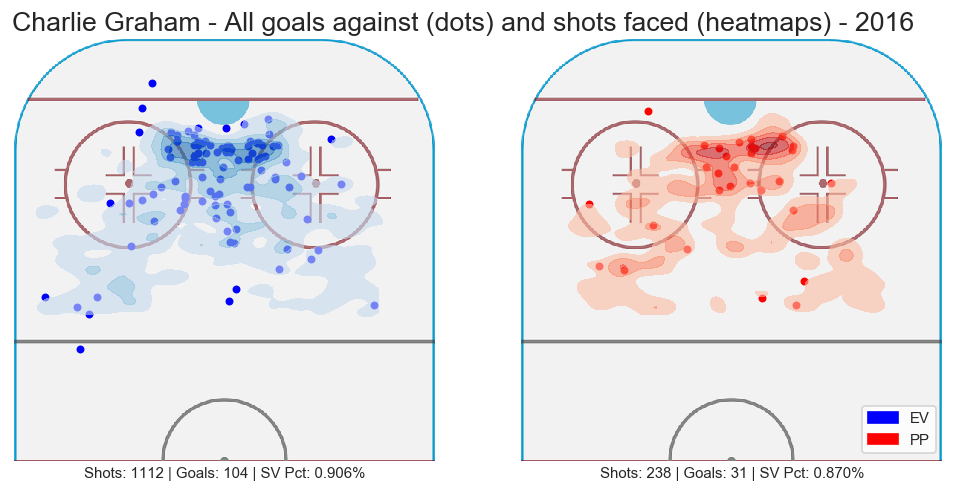 Charlie Graham - All goals against (dots) and shots faced (heatmaps) - 2016
EV
PP
Shots: 1112 | Goals: 104 | SV Pct: 0.906%
Shots: 238 | Goals: 31 | SV Pct: 0.870%